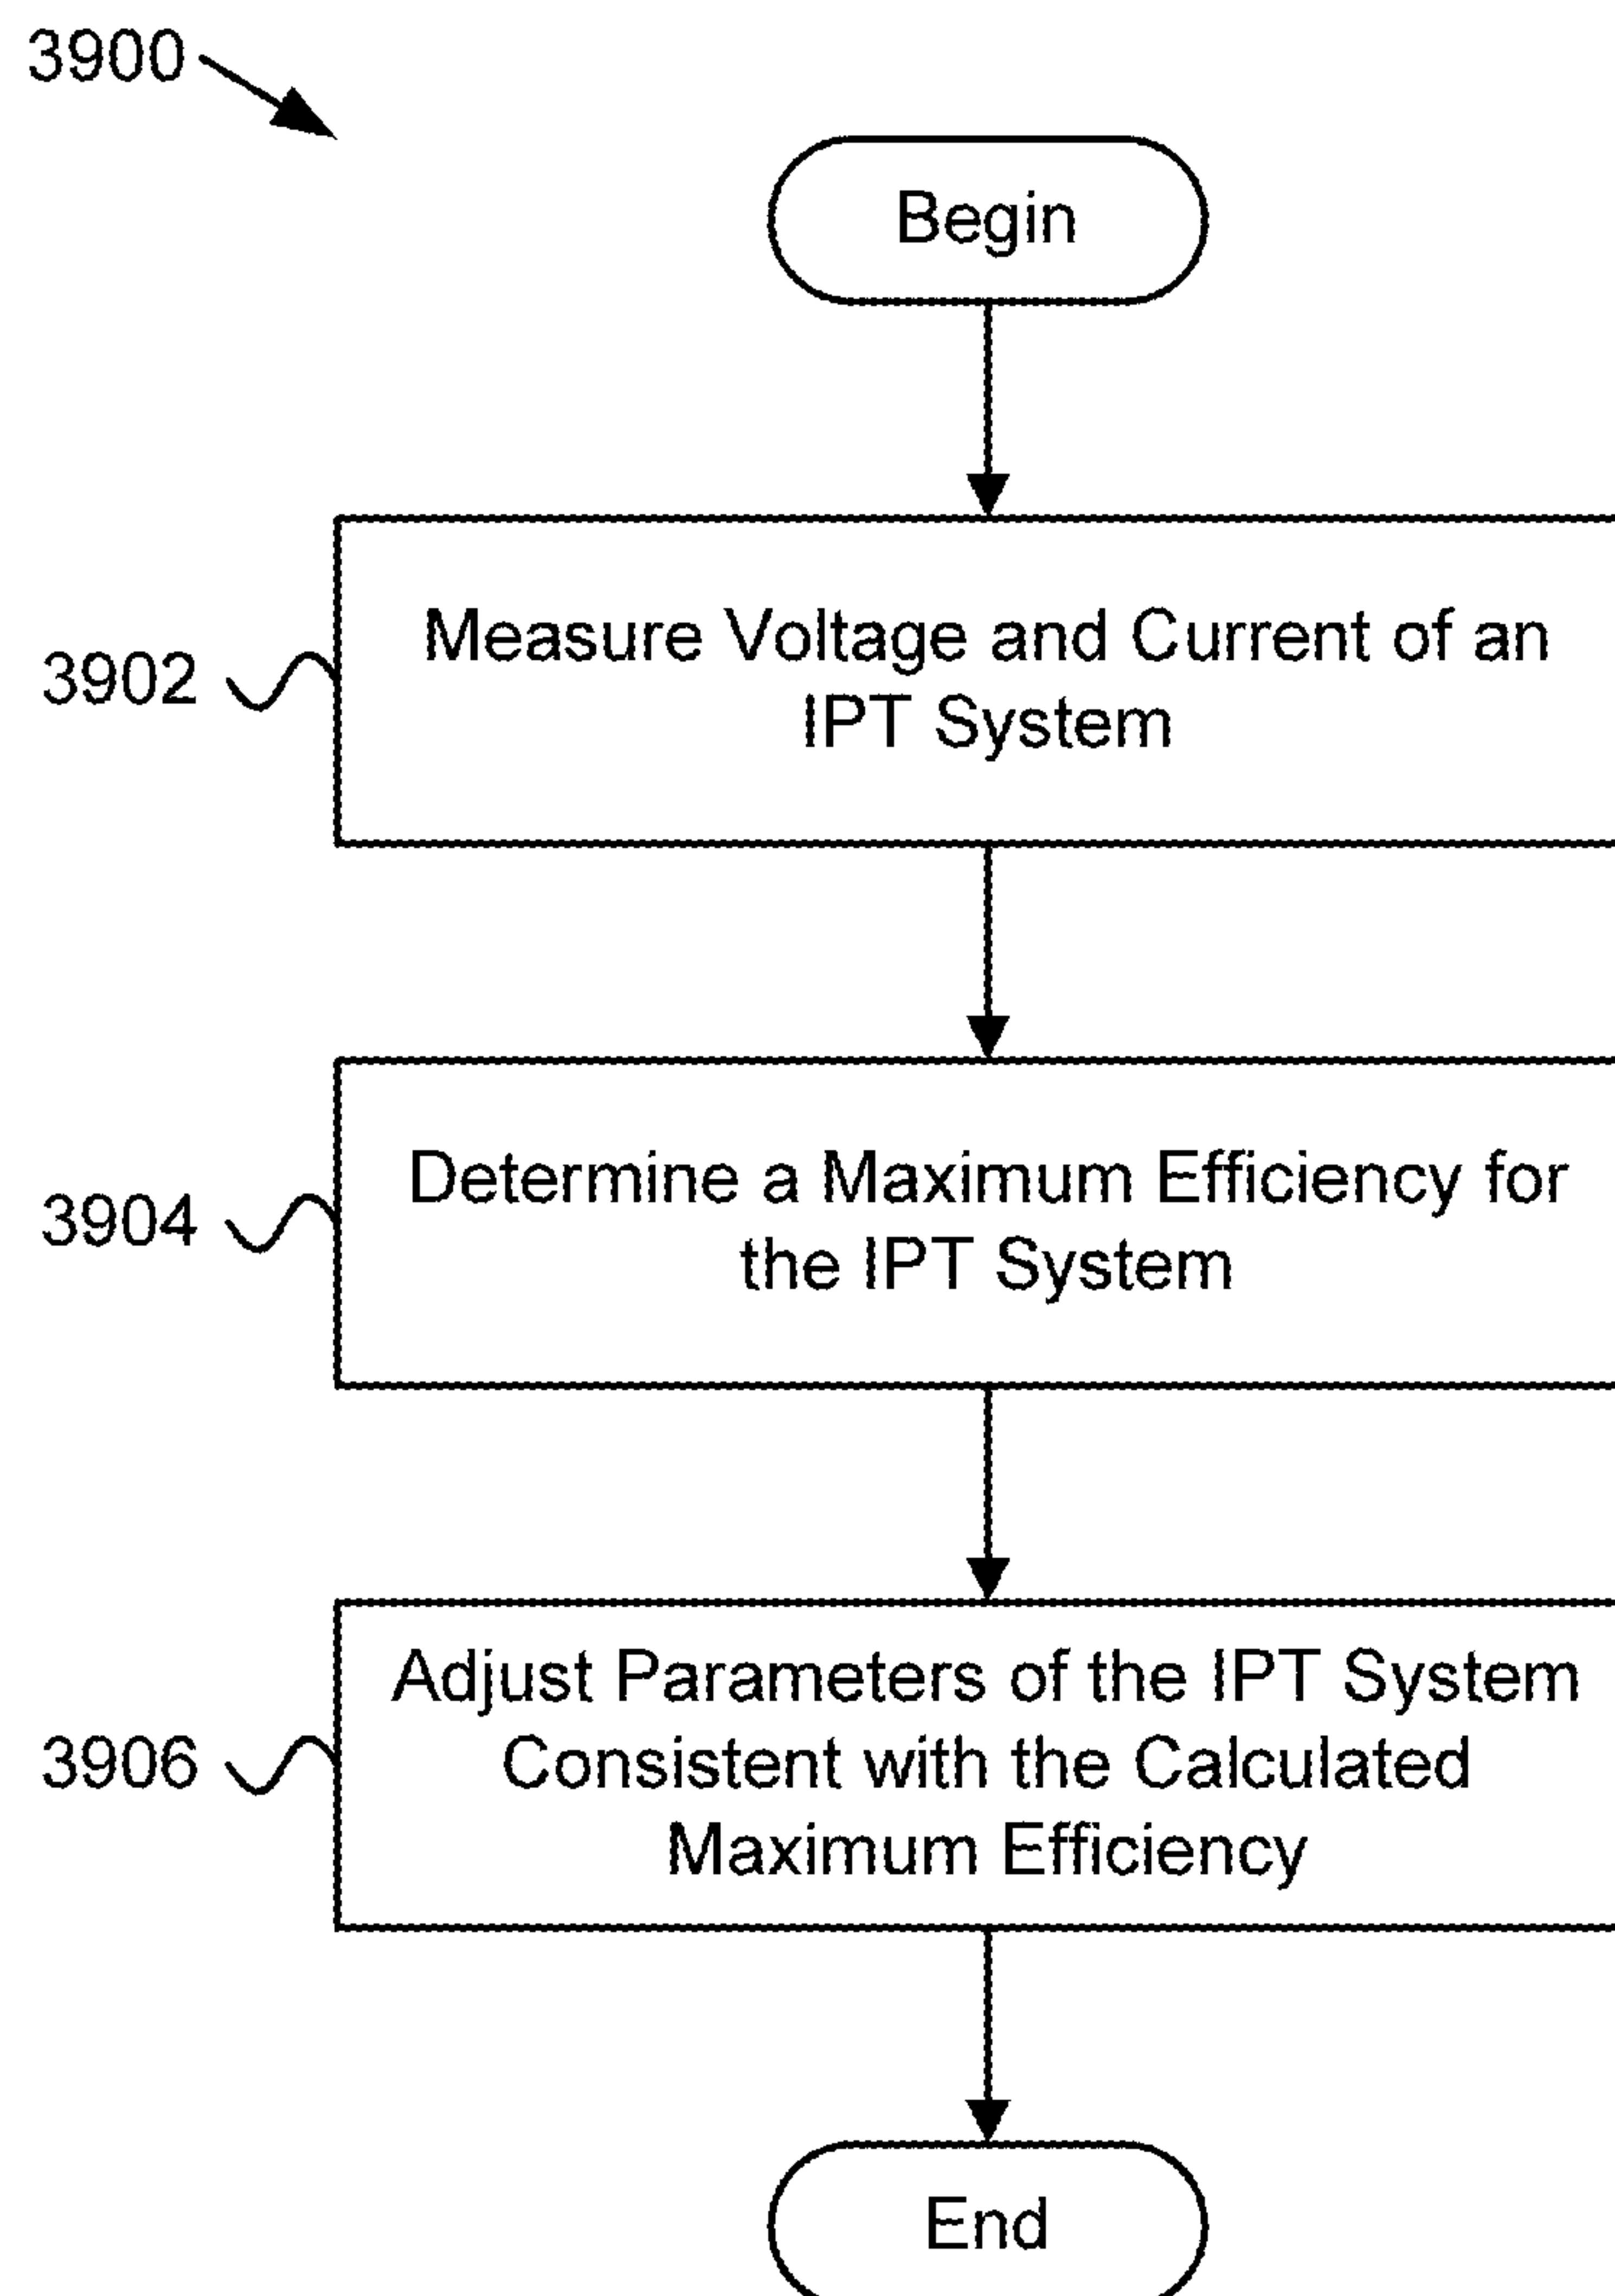 3900
Begin
3902
Measure Voltage and Current of an
IPT System
3904
Determine a Maximum Efficiency for
the IPT System
3906
Adjust Parameters of the IPT System
Consistent with the Calculated
Maximum Efficiency
End